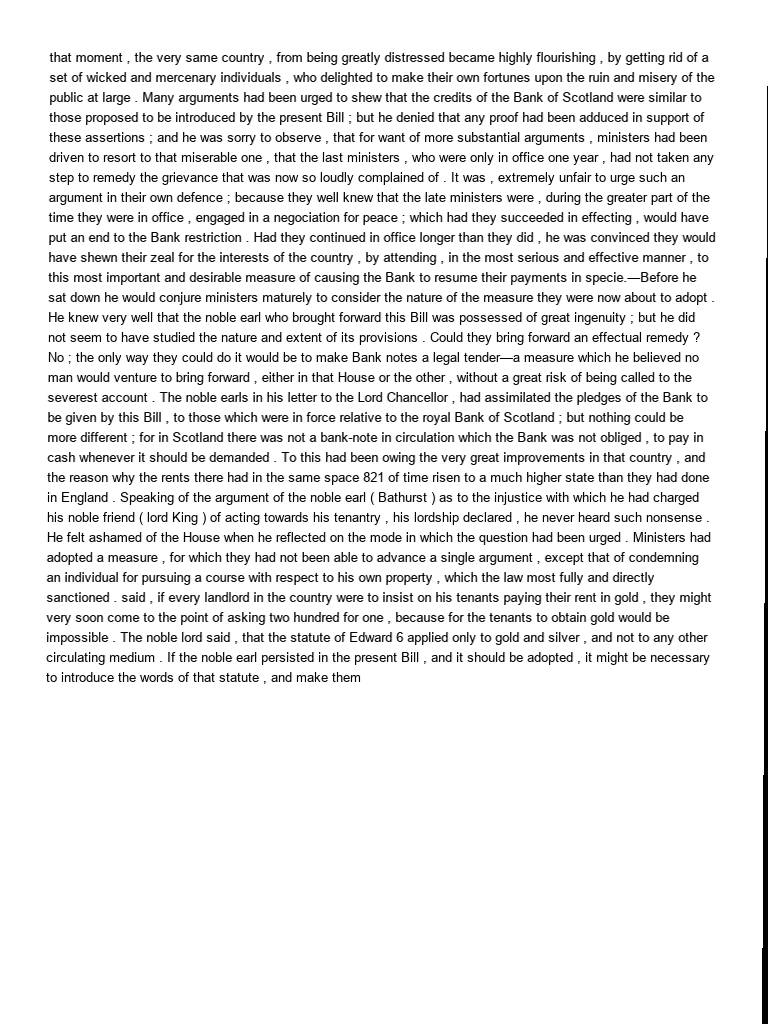 that moment , the very same country , from being greatly distressed became highly flourishing , by getting rid of a
set of wicked and mercenary individuals , who delighted to make their own fortunes upon the ruin and misery of the
public at large . Many arguments had been urged to shew that the credits of the Bank of Scotland were similar to
those proposed to be introduced by the present Bill ; but he denied that any proof had been adduced in support of
these assertions ; and he was sorry to observe , that for want of more substantial arguments , ministers had been
driven to resort to that miserable one , that the last ministers , who were only in office one year , had not taken any
step to remedy the grievance that was now so loudly complained of . It was , extremely unfair to urge such an
argument in their own defence ; because they well knew that the late ministers were , during the greater part of the
time they were in office , engaged in a negociation for peace ; which had they succeeded in effecting , would have
put an end to the Bank restriction . Had they continued in office longer than they did , he was convinced they would
have shewn their zeal for the interests of the country , by attending , in the most serious and effective manner , to
this most important and desirable measure of causing the Bank to resume their payments in specie.—Before he
sat down he would conjure ministers maturely to consider the nature of the measure they were now about to adopt .
He knew very well that the noble earl who brought forward this Bill was possessed of great ingenuity ; but he did
not seem to have studied the nature and extent of its provisions . Could they bring forward an effectual remedy ?
No ; the only way they could do it would be to make Bank notes a legal tender—a measure which he believed no
man would venture to bring forward , either in that House or the other , without a great risk of being called to the
severest account . The noble earls in his letter to the Lord Chancellor , had assimilated the pledges of the Bank to
be given by this Bill , to those which were in force relative to the royal Bank of Scotland ; but nothing could be
more different ; for in Scotland there was not a bank-note in circulation which the Bank was not obliged , to pay in
cash whenever it should be demanded . To this had been owing the very great improvements in that country , and
the reason why the rents there had in the same space 821 of time risen to a much higher state than they had done
in England . Speaking of the argument of the noble earl ( Bathurst ) as to the injustice with which he had charged
his noble friend ( lord King ) of acting towards his tenantry , his lordship declared , he never heard such nonsense .
He felt ashamed of the House when he reflected on the mode in which the question had been urged . Ministers had
adopted a measure , for which they had not been able to advance a single argument , except that of condemning
an individual for pursuing a course with respect to his own property , which the law most fully and directly
sanctioned . said , if every landlord in the country were to insist on his tenants paying their rent in gold , they might
very soon come to the point of asking two hundred for one , because for the tenants to obtain gold would be
impossible . The noble lord said , that the statute of Edward 6 applied only to gold and silver , and not to any other
circulating medium . If the noble earl persisted in the present Bill , and it should be adopted , it might be necessary
to introduce the words of that statute , and make them